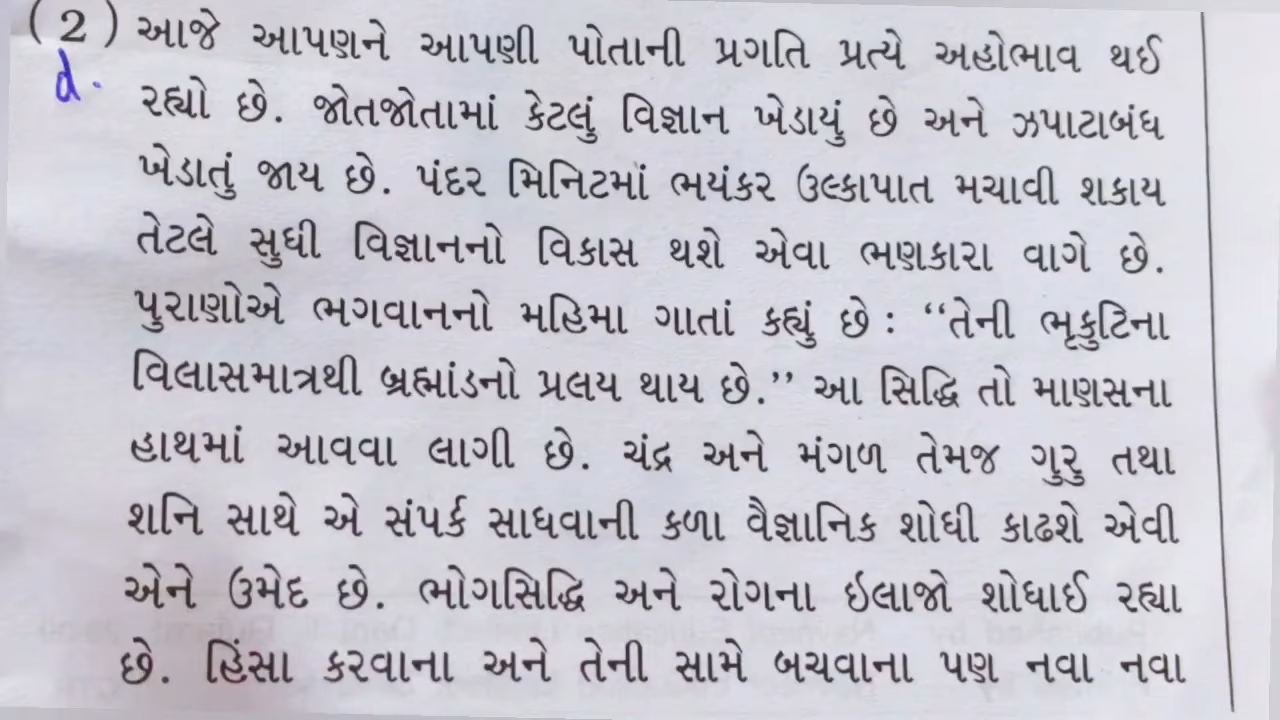 (2) આજે આપણને આપણી પોતાની પ્રગતિ પ્રત્યે અહોભાવ થઈ
d.
રહ્યો છે. જોતજોતામાં કેટલું વિજ્ઞાન ખેડાયું છે અને ઝપાટાબંધ
ખેડાતું જાય છે. પંદર મિનિટમાં ભયંકર ઉલ્કાપાત મચાવી શકાય
તેટલે સુધી વિજ્ઞાનનો વિકાસ થશે એવા ભણકારા વાગે છે.
પુરાણોએ ભગવાનનો મહિમા ગાતાં કહ્યું છે : “તેની ભૃકુટિના
વિલાસમાત્રથી બ્રહ્માંડનો પ્રલય થાય છે.” આ સિદ્ધિ તો માણસના
હાથમાં આવવા લાગી છે. ચંદ્ર અને મંગળ તેમજ ગુરુ તથા
શનિ સાથે એ સંપર્ક સાધવાની કળા વૈજ્ઞાનિક શોધી કાઢશે એવી
એને ઉમેદ છે. ભોગસિદ્ધિ અને રોગના ઇલાજો શોધાઈ રહ્યા
છે. હિંસા કરવાના અને તેની સામે બચવાના પણ નવા નવા